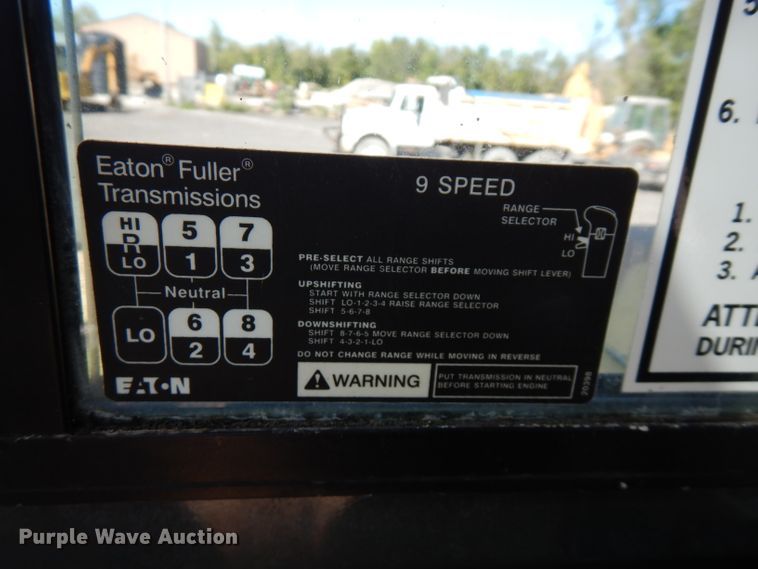 Eaton® Fuller®
Transmissions
9 SPEED
RANGE
SELECTOR
HI
LO
HI
R
LO
5
1
7
3
Neutral
LO
6
2
8
4
PRE-SELECT ALL RANGE SHIFTS
(MOVE RANGE SELECTOR BEFORE MOVING SHIFT LEVER)
UPSHIFTING
START WITH RANGE SELECTOR DOWN
SHIFT LO-1-2-3-4 RAISE RANGE SELECTOR
SHIFT 5-6-7-8
DOWNSHIFTING
SHIFT 8-7-6-5 MOVE RANGE SELECTOR DOWN
SHIFT 4-3-2-1-LO
DO NOT CHANGE RANGE WHILE MOVING IN REVERSE
EATON
WARNING
PUT TRANSMISSION IN NEUTRAL
BEFORE STARTING ENGINE
20398
6.
1.
2.
3.
Purple Wave Auction